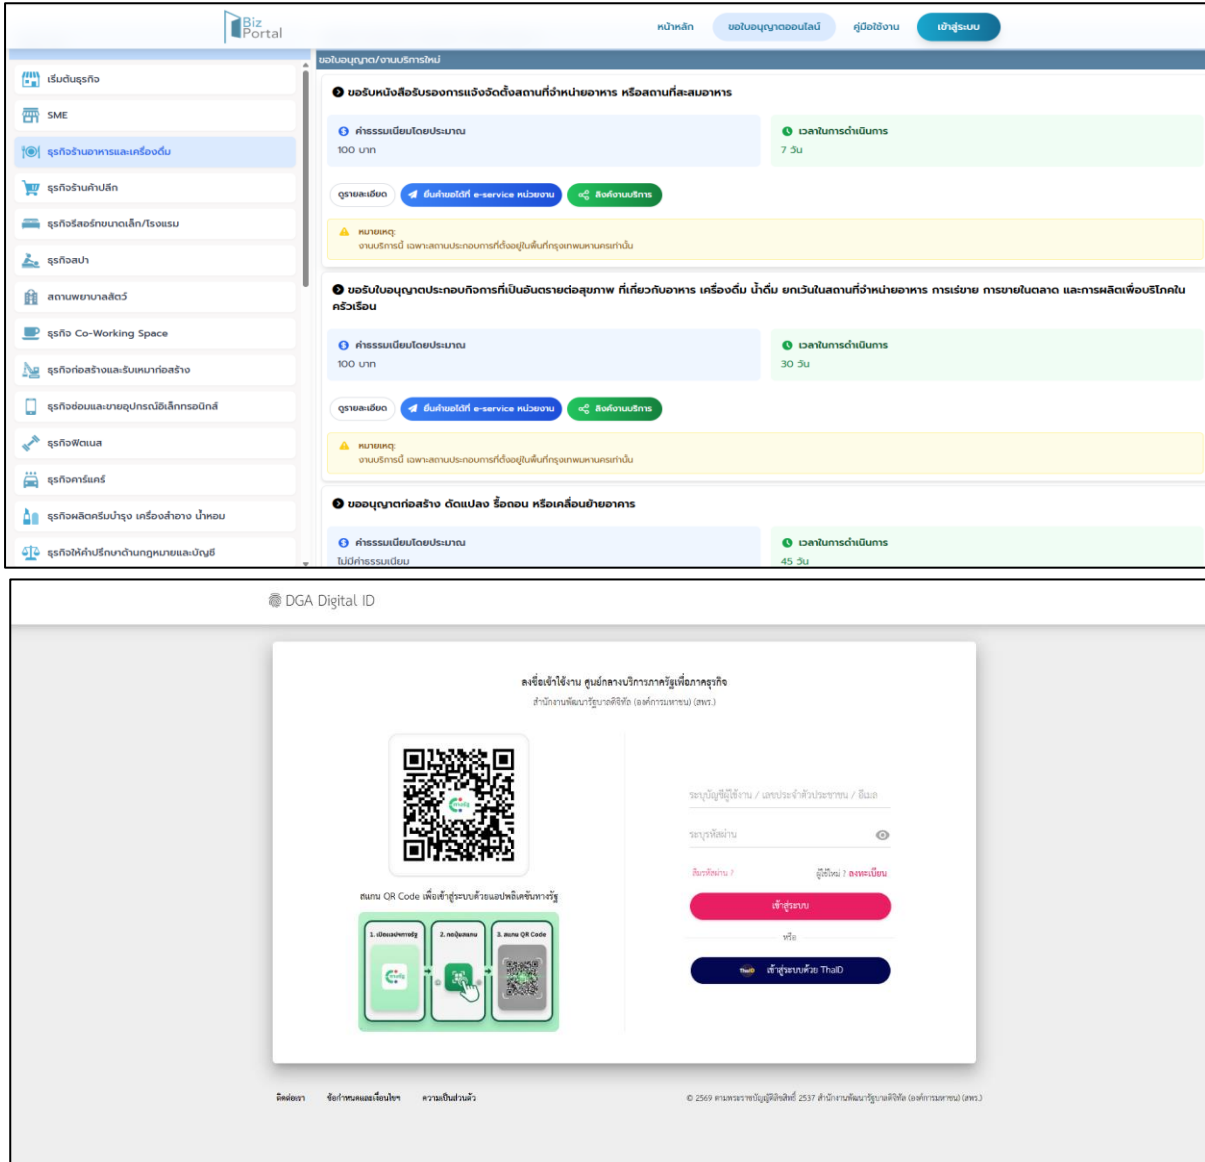 Biz
Portal
หน้าหลัก
ขอใบอนุญาตออนไลน์
คู่มือใช้งาน
เข้าสู่ระบบ
เริ่มต้นธุรกิจ
SME
ธุรกิจร้านอาหารและเครื่องดื่ม
ธุรกิจร้านค้าปลีก
ธุรกิจรีสอร์ทขนาดเล็ก/โรงแรม
ธุรกิจสปา
สถานพยาบาลสัตว์
ธุรกิจ Co-Working Space
ธุรกิจก่อสร้างและรับเหมาก่อสร้าง
ธุรกิจซ่อมและขายอุปกรณ์อิเล็กทรอนิกส์
ธุรกิจฟิตเนส
ธุรกิจคาร์แคร์
ธุรกิจผลิตครีมบำรุง เครื่องสำอาง น้ำหอม
ธุรกิจให้คำปรึกษาด้านกฎหมายและบัญชี
ขอใบอนุญาต/งานบริการใหม่
ขอรับหนังสือรับรองการแจ้งจัดตั้งสถานที่จำหน่ายอาหาร หรือสถานที่สะสมอาหาร
ค่าธรรมเนียมโดยประมาณ
100 บาท
เวลาในการดำเนินการ
7 วัน
ดูรายละเอียด
ยื่นคำขอได้ที่ e-service หน่วยงาน
ลิงค์งานบริการ
หมายเหตุ:
งานบริการนี้ เฉพาะสถานประกอบการที่ตั้งอยู่ในพื้นที่กรุงเทพมหานครเท่านั้น
ขอรับใบอนุญาตประกอบกิจการที่เป็นอันตรายต่อสุขภาพ ที่เกี่ยวกับอาหาร เครื่องดื่ม น้ำดื่ม ยกเว้นในสถานที่จำหน่ายอาหาร การเร่ขาย การขายในตลาด และการผลิตเพื่อบริโภคใน
ครัวเรือน
ค่าธรรมเนียมโดยประมาณ
100 บาท
เวลาในการดำเนินการ
30 วัน
ดูรายละเอียด
ยื่นคำขอได้ที่ e-service หน่วยงาน
ลิงค์งานบริการ
หมายเหตุ:
งานบริการนี้ เฉพาะสถานประกอบการที่ตั้งอยู่ในพื้นที่กรุงเทพมหานครเท่านั้น
ขออนุญาตก่อสร้าง ดัดแปลง รื้อถอน หรือเคลื่อนย้ายอาคาร
ค่าธรรมเนียมโดยประมาณ
ไม่มีค่าธรรมเนียม
เวลาในการดำเนินการ
45 วัน
DGA Digital ID
ลงชื่อเข้าใช้งาน ศูนย์กลางบริการภาครัฐเพื่อภาคธุรกิจ
สำนักงานพัฒนารัฐบาลดิจิทัล (องค์การมหาชน) (สพร.)
ทางรัฐ
สแกน QR Code เพื่อเข้าสู่ระบบด้วยแอปพลิเคชันทางรัฐ
1. เปิดแอปทางรัฐ
2. กดปุ่มสแกน
3. สแกน QR Code
ทางรัฐ
ระบุบัญชีผู้ใช้งาน / เลขประจำตัวประชาชน / อีเมล
ระบุรหัสผ่าน
ลืมรหัสผ่าน ?
ผู้ใช้ใหม่ ? ลงทะเบียน
เข้าสู่ระบบ
หรือ
ThaID
เข้าสู่ระบบด้วย ThaID
ติดต่อเรา
ข้อกำหนดและเงื่อนไขฯ
ความเป็นส่วนตัว
© 2569 ตามพระราชบัญญัติลิขสิทธิ์ 2537 สำนักงานพัฒนารัฐบาลดิจิทัล (องค์การมหาชน) (สพร.)